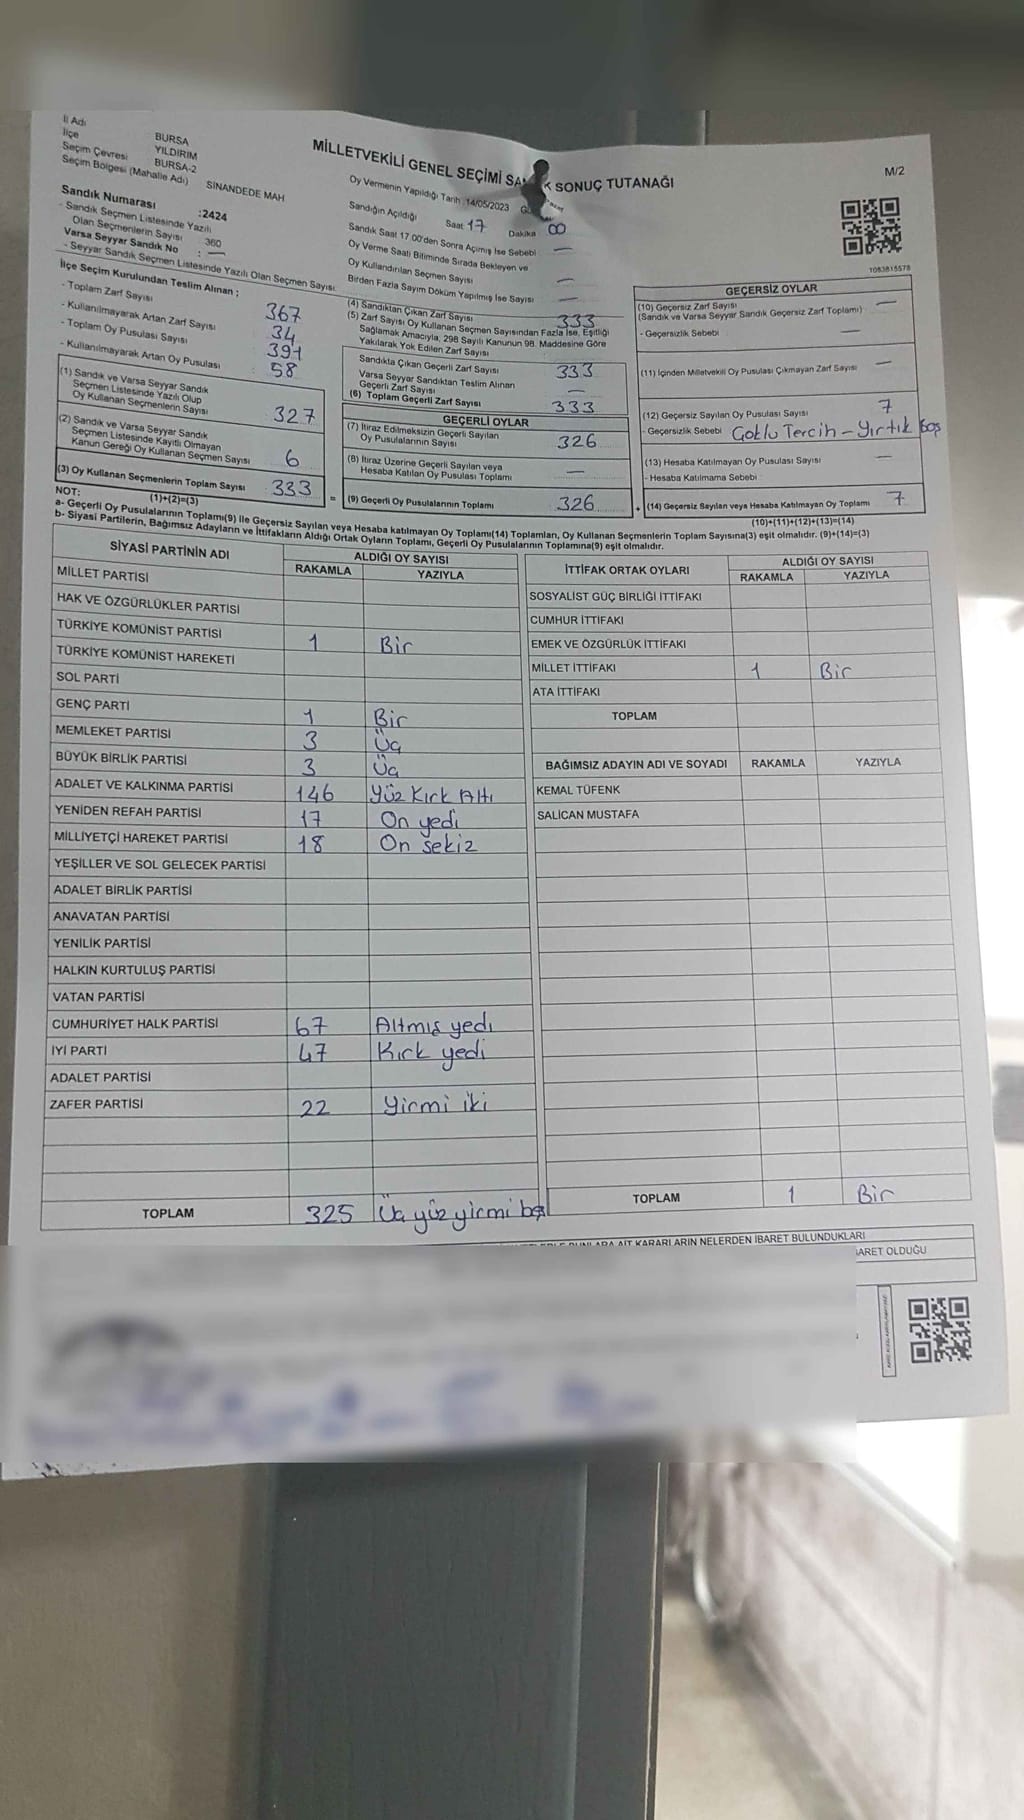 İl Adı
İlçe BURSA
Seçim Çevresi YILDIRIM
Seçim Bölgesi (Mahalle Adı) BURSA-2
SİNANDEDE MAH
Sandık Numarası :2424
- Sandık Seçmen Listesinde Yazılı
Olan Seçmenlerin Sayısı 360
Varsa Seyyar Sandık No : —
- Seyyar Sandık Seçmen Listesinde Yazılı Olan Seçmen Sayısı
MİLLETVEKİLİ GENEL SEÇİMİ SONUÇ TUTANAĞI
M/2
Oy Vermenin Yapıldığı Tarih :14/05/2023
Sandığın Açıldığı Saat 17 Dakika 00
Sandık Saat 17.00'den Sonra Açımış İse Sebebi —
Oy Verme Saati Bitiminde Sırada Bekleyen ve
Oy Kullandırılan Seçmen Sayısı —
Birden Fazla Sayım Döküm Yapılmış İse Sayısı —
1083815578
İlçe Seçim Kurulundan Teslim Alınan ;
- Toplam Zarf Sayısı 367
- Kullanılmayarak Artan Zarf Sayısı 34
- Toplam Oy Pusulası Sayısı 391
- Kullanılmayarak Artan Oy Pusulası 58
(1) Sandık ve Varsa Seyyar Sandık
Seçmen Listesinde Yazılı Olup
Oy Kullanan Seçmenlerin Sayısı 327
(2) Sandık ve Varsa Seyyar Sandık
Seçmen Listesinde Kayıtlı Olmayan
Kanun Gereği Oy Kullanan Seçmen Sayısı 6
(3) Oy Kullanan Seçmenlerin Toplam Sayısı 333
(1)+(2)=(3)
(4) Sandıktan Çıkan Zarf Sayısı 333
(5) Zarf Sayısı Oy Kullanan Seçmen Sayısından Fazla İse, Eşitliği
Sağlamak Amacıyla, 298 Sayılı Kanunun 98. Maddesine Göre
Yakılarak Yok Edilen Zarf Sayısı
Sandıkta Çıkan Geçerli Zarf Sayısı 333
Varsa Seyyar Sandıktan Teslim Alınan
Geçerli Zarf Sayısı —
(6) Toplam Geçerli Zarf Sayısı 333
GEÇERLİ OYLAR
(7) İtiraz Edilmeksizin Geçerli Sayılan
Oy Pusulalarının Sayısı 326
(8) İtiraz Üzerine Geçerli Sayılan veya
Hesaba Katılan Oy Pusulası Toplamı —
= (9) Geçerli Oy Pusulalarının Toplamı 326
GEÇERSİZ OYLAR
(10) Geçersiz Zarf Sayısı —
(Sandık ve Varsa Seyyar Sandık Geçersiz Zarf Toplamı)
- Geçersizlik Sebebi —
(11) İçinden Milletvekili Oy Pusulası Çıkmayan Zarf Sayısı —
(12) Geçersiz Sayılan Oy Pusulası Sayısı 7
- Geçersizlik Sebebi Çoklu Tercih - Yırtık Boş
(13) Hesaba Katılmayan Oy Pusulası Sayısı —
- Hesaba Katılmama Sebebi
+ (14) Geçersiz Sayılan veya Hesaba Katılmayan Oy Toplamı 7
(10)+(11)+(12)+(13)=(14)
NOT:
a- Geçerli Oy Pusulalarının Toplamı(9) ile Geçersiz Sayılan veya Hesaba katılmayan Oy Toplamı(14) Toplamları, Oy Kullanan Seçmenlerin Toplam Sayısına(3) eşit olmalıdır. (9)+(14)=(3)
b- Siyasi Partilerin, Bağımsız Adayların ve İttifakların Aldığı Ortak Oyların Toplamı, Geçerli Oy Pusulalarının Toplamına(9) eşit olmalıdır.
SİYASİ PARTİNİN ADI ALDIĞI OY SAYISI
RAKAMLA YAZIYLA
MİLLET PARTİSİ
HAK VE ÖZGÜRLÜKLER PARTİSİ
TÜRKİYE KOMÜNİST PARTİSİ 1 Bir
TÜRKİYE KOMÜNİST HAREKETİ
SOL PARTİ
GENÇ PARTİ 1 Bir
MEMLEKET PARTİSİ 3 Üç
BÜYÜK BİRLİK PARTİSİ 3 Üç
ADALET VE KALKINMA PARTİSİ 146 Yüz Kırk Altı
YENİDEN REFAH PARTİSİ 17 On yedi
MİLLİYETÇİ HAREKET PARTİSİ 18 On sekiz
YEŞİLLER VE SOL GELECEK PARTİSİ
ADALET BİRLİK PARTİSİ
ANAVATAN PARTİSİ
YENİLİK PARTİSİ
HALKIN KURTULUŞ PARTİSİ
VATAN PARTİSİ
CUMHURİYET HALK PARTİSİ 67 Altmış yedi
İYİ PARTİ 47 Kırk yedi
ADALET PARTİSİ
ZAFER PARTİSİ 22 Yirmi iki
TOPLAM 325 Üç yüz yirmi beş
İTTİFAK ORTAK OYLARI ALDIĞI OY SAYISI
RAKAMLA YAZIYLA
SOSYALİST GÜÇ BİRLİĞİ İTTİFAKI
CUMHUR İTTİFAKI
EMEK VE ÖZGÜRLÜK İTTİFAKI
MİLLET İTTİFAKI 1 Bir
ATA İTTİFAKI
TOPLAM
BAĞIMSIZ ADAYIN ADI VE SOYADI RAKAMLA YAZIYLA
KEMAL TÜFENK
SALİCAN MUSTAFA
TOPLAM 1 Bir
BUNLARA AİT KARARLARIN NELERDEN İBARET BULUNDUKLARI
İBARET OLDUĞU